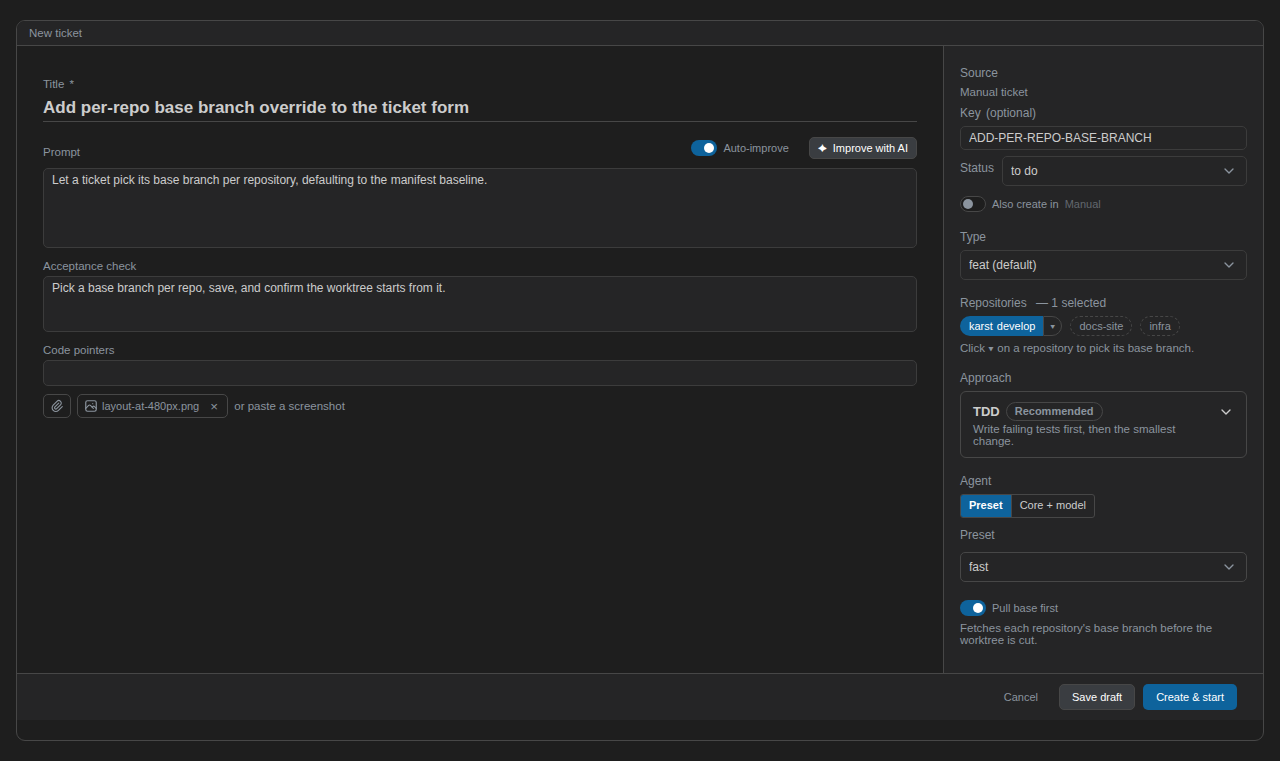 New ticket
Title *
Add per-repo base branch override to the ticket form
Prompt
Auto-improve
Improve with AI
Let a ticket pick its base branch per repository, defaulting to the manifest baseline.
Acceptance check
Pick a base branch per repo, save, and confirm the worktree starts from it.
Code pointers
layout-at-480px.png × or paste a screenshot
Source
Manual ticket
Key (optional)
ADD-PER-REPO-BASE-BRANCH
Status to do
Also create in Manual
Type
feat (default)
Repositories — 1 selected
karst develop ▾ docs-site infra
Click ▾ on a repository to pick its base branch.
Approach
TDD Recommended
Write failing tests first, then the smallest
change.
Agent
Preset Core + model
Preset
fast
Pull base first
Fetches each repository's base branch before the
worktree is cut.
Cancel Save draft Create & start